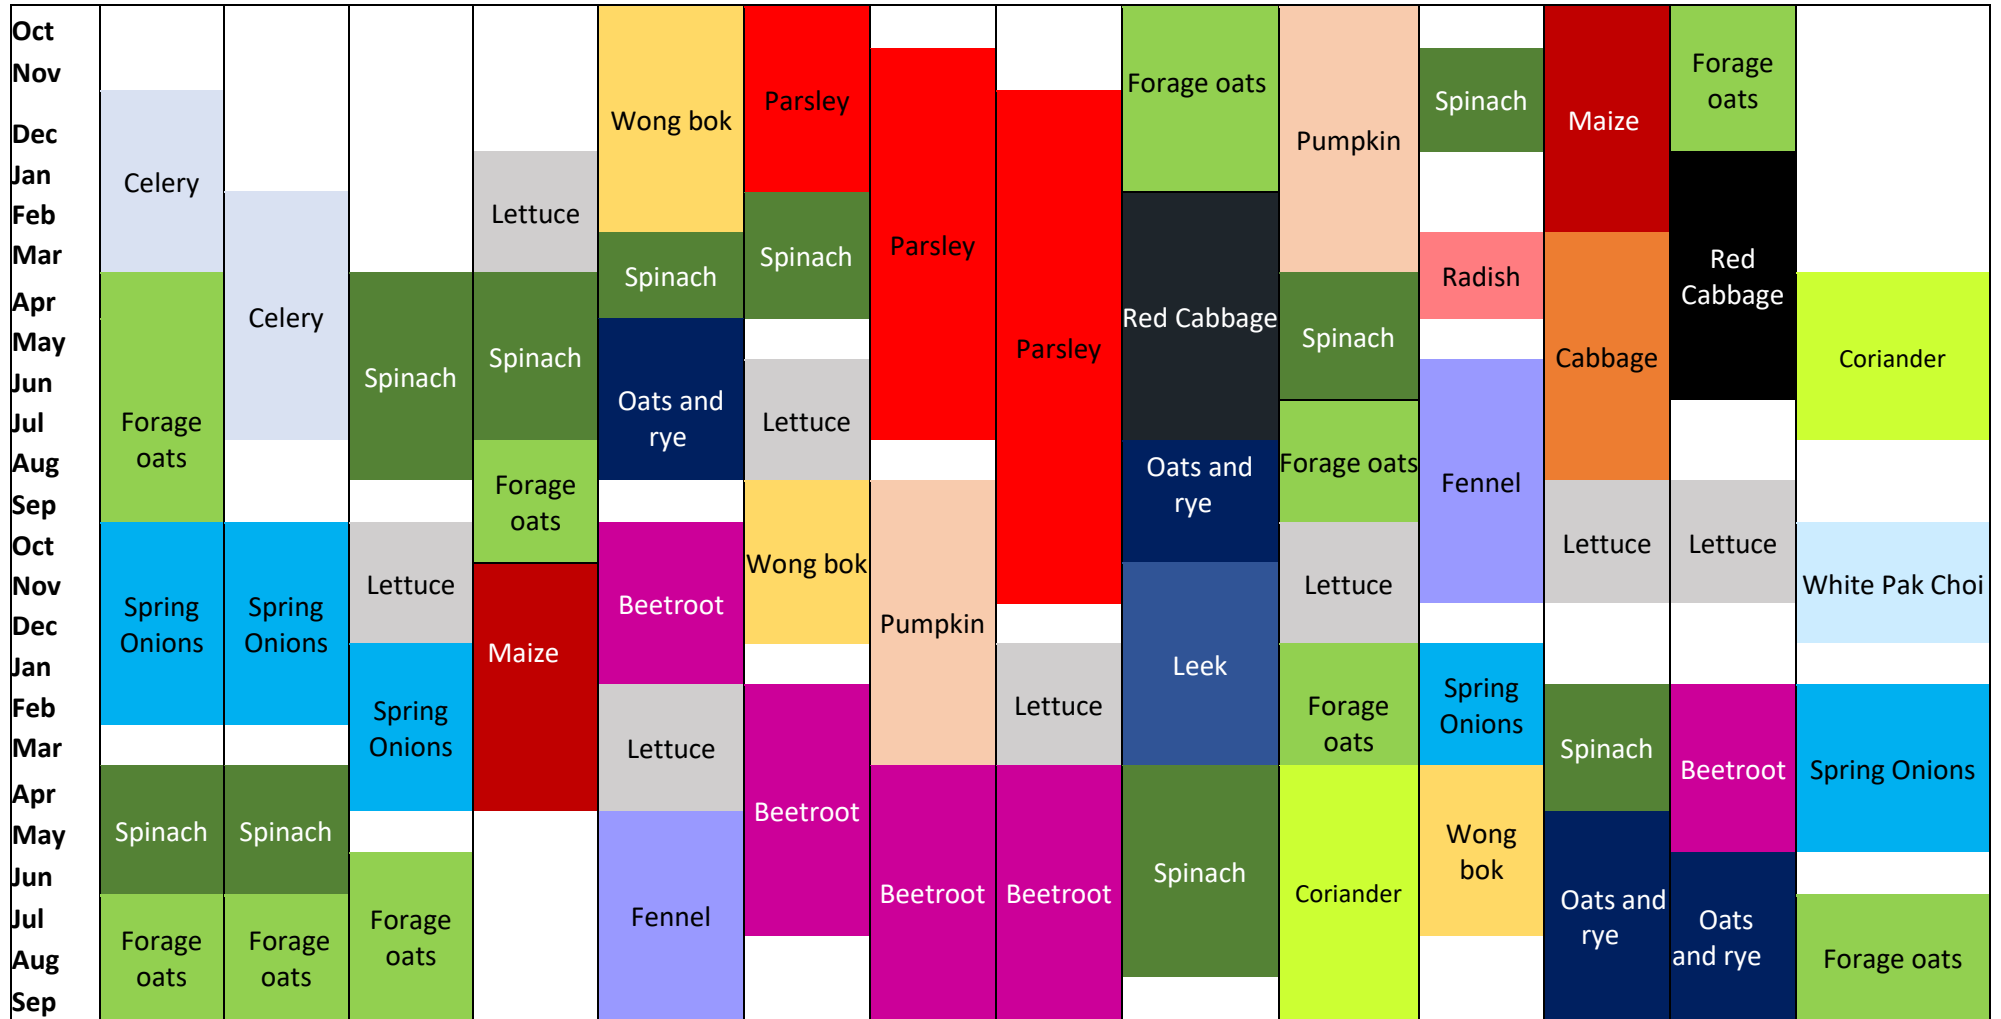 Oct
Nov
Dec
Jan
Feb
Mar
Apr
May
Jun
Jul
Aug
Sep
Oct
Nov
Dec
Jan
Feb
Mar
Apr
May
Jun
Jul
Aug
Sep
Celery
Forage
oats
Spring
Onions
Spinach
Forage
oats
Celery
Spring
Onions
Spinach
Forage
oats
Spinach
Lettuce
Spring
Onions
Forage
oats
Lettuce
Spinach
Forage
oats
Maize
Wong bok
Spinach
Oats and
rye
Beetroot
Lettuce
Fennel
Parsley
Spinach
Lettuce
Wong bok
Beetroot
Parsley
Pumpkin
Beetroot
Parsley
Lettuce
Beetroot
Forage oats
Red Cabbage
Oats and
rye
Leek
Spinach
Pumpkin
Spinach
Forage oats
Lettuce
Forage
oats
Coriander
Spinach
Radish
Fennel
Spring
Onions
Wong
bok
Maize
Cabbage
Lettuce
Spinach
Oats and
rye
Forage
oats
Red
Cabbage
Lettuce
Beetroot
Oats
and rye
Coriander
White Pak Choi
Spring Onions
Forage oats